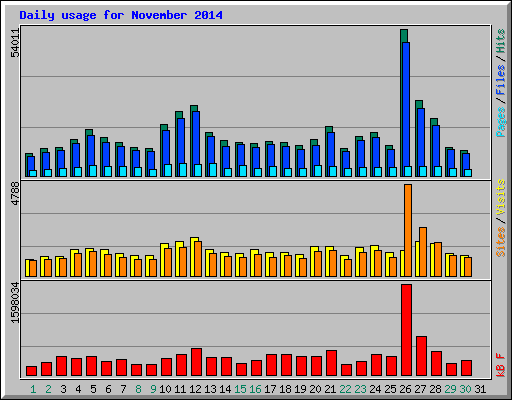 Daily usage for November 2014
54011
Pages / Files / Hits
4788
Sites / Visits
1598034
kB F
1 2 3 4 5 6 7 8 9 10 11 12 13 14 15 16 17 18 19 20 21 22 23 24 25 26 27 28 29 30 31